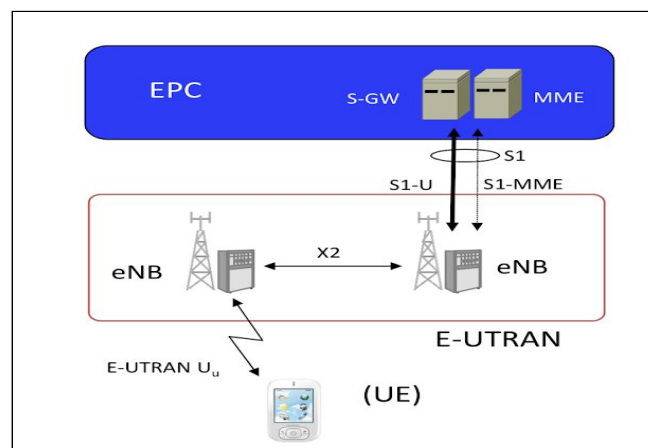 EPC
S-GW
MME
S1
S1-U
S1-MME
eNB
X2
eNB
E-UTRAN
E-UTRAN Uu
(UE)